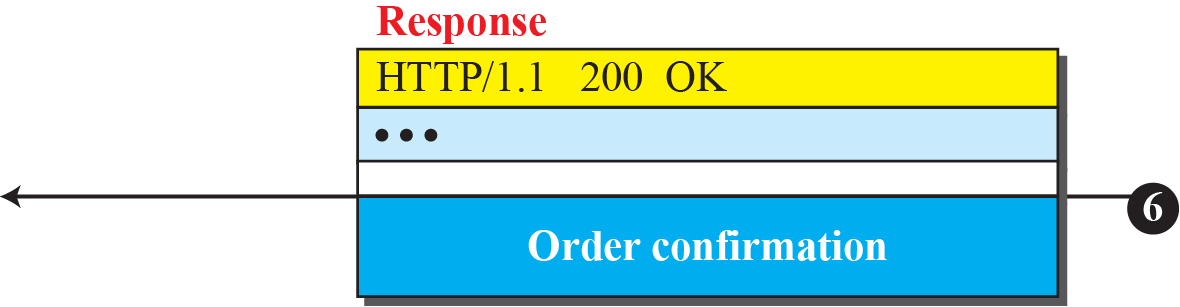 Response
HTTP/1.1 200 OK
•••
6
Order confirmation